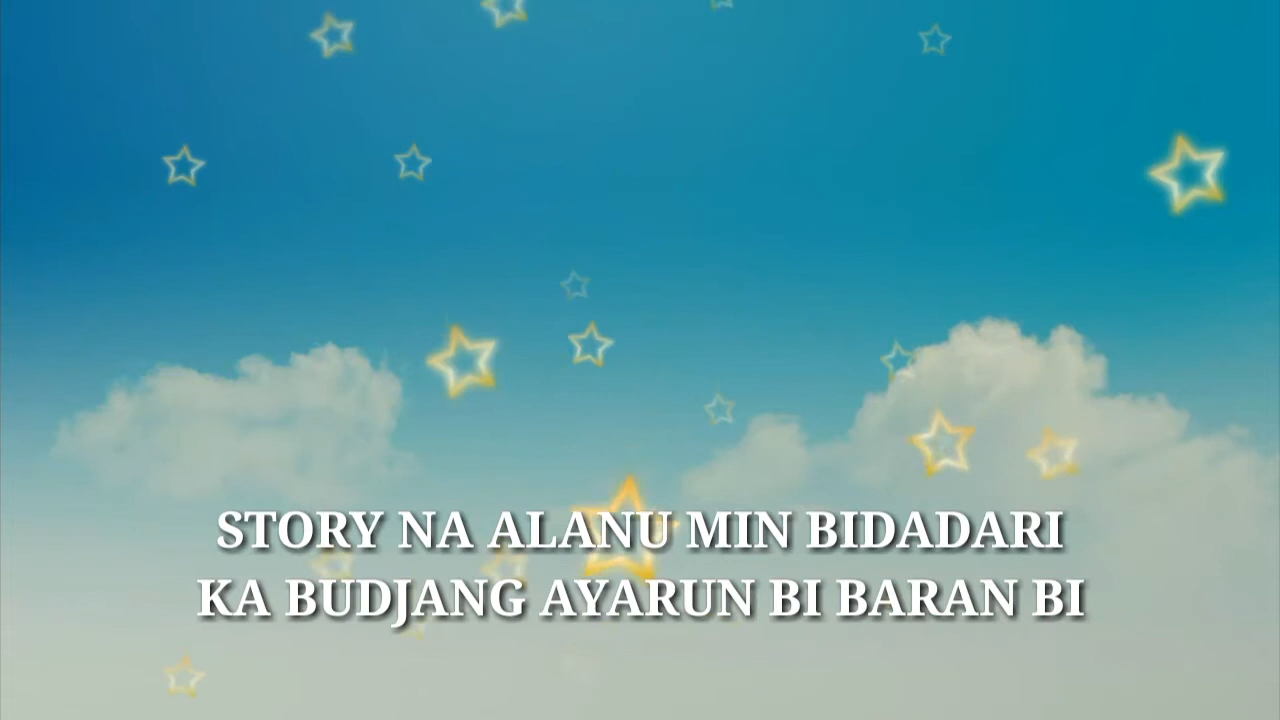 STORY NA ALANU MIN BIDADARI
KA BUDJANG AYARUN BI BARAN BI